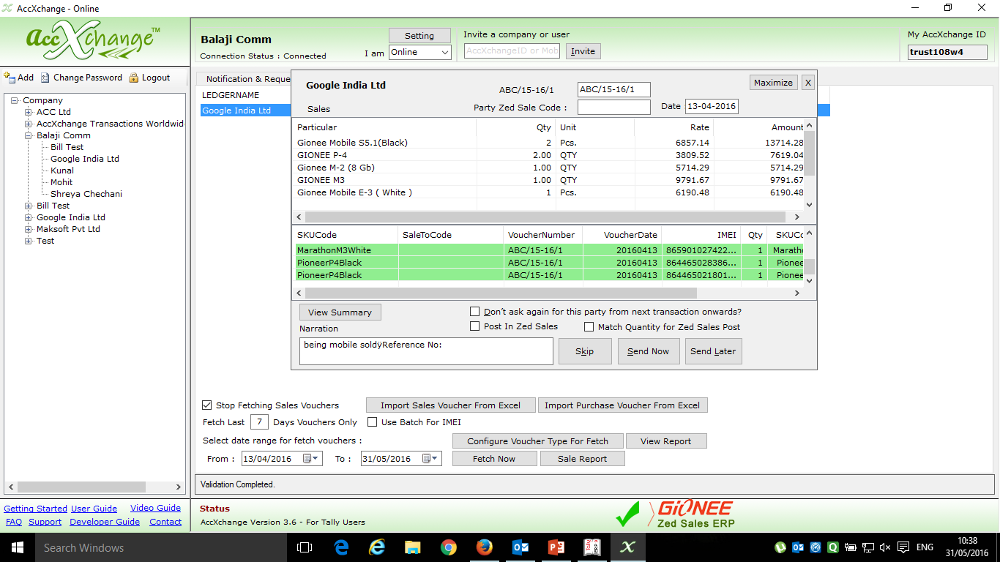 AccXchange - Online
accXchange™
Add Change Password Logout
Company
ACC Ltd
AccXchange Transactions Worldwid
Balaji Comm
Bill Test
Google India Ltd
Kunal
Mohit
Shreya Chechani
Bill Test
Google India Ltd
Maksoft Pvt Ltd
Test
Getting Started User Guide Video Guide
FAQ Support Developer Guide Contact
Balaji Comm
Connection Status : Connected
Setting
I am Online
Invite a company or user
AccXchangeID or Mob Invite
My AccXchange ID
trust108w4
Notification & Reque
LEDGERNAME
Google India Ltd
Google India Ltd ABC/15-16/1 ABC/15-16/1 Maximize X
Sales Party Zed Sale Code : Date 13-04-2016
Particular Qty Unit Rate Amount
Gionee Mobile S5.1(Black) 2 Pcs. 6857.14 13714.28
GIONEE P-4 2.00 QTY 3809.52 7619.04
Gionee M-2 (8 Gb) 1.00 QTY 5714.29 5714.29
GIONEE M3 1.00 QTY 9791.67 9791.67
Gionee Mobile E-3 ( White ) 1 Pcs. 6190.48 6190.48
SKUCode SaleToCode VoucherNumber VoucherDate IMEI Qty SKUCo
MarathonM3White ABC/15-16/1 20160413 865901027422... 1 Maratho
PioneerP4Black ABC/15-16/1 20160413 864465028386... 1 Pionee
PioneerP4Black ABC/15-16/1 20160413 864465021801... 1 Pionee
View Summary Don't ask again for this party from next transaction onwards?
Narration Post In Zed Sales Match Quantity for Zed Sales Post
being mobile soldÿReference No:
Skip Send Now Send Later
Stop Fetching Sales Vouchers Import Sales Voucher From Excel Import Purchase Voucher From Excel
Fetch Last 7 Days Vouchers Only Use Batch For IMEI
Select date range for fetch vouchers : Configure Voucher Type For Fetch View Report
From : 13/04/2016 To : 31/05/2016 Fetch Now Sale Report
Validation Completed.
Status
AccXchange Version 3.6 - For Tally Users
GIONEE
Zed Sales ERP
Search Windows
ENG
10:38
31/05/2016